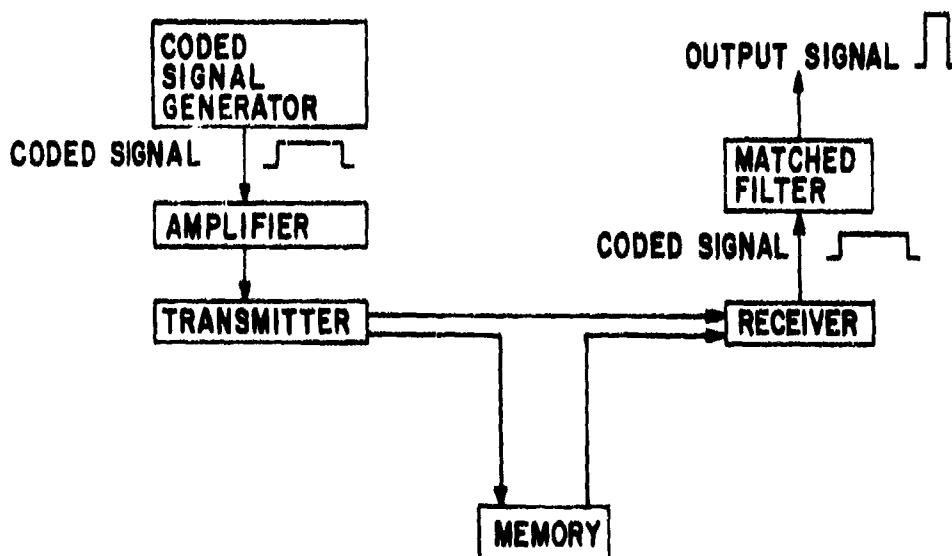 CODED
SIGNAL
GENERATOR
CODED SIGNAL
AMPLIFIER
TRANSMITTER
OUTPUT SIGNAL
MATCHED
FILTER
CODED SIGNAL
RECEIVER
MEMORY